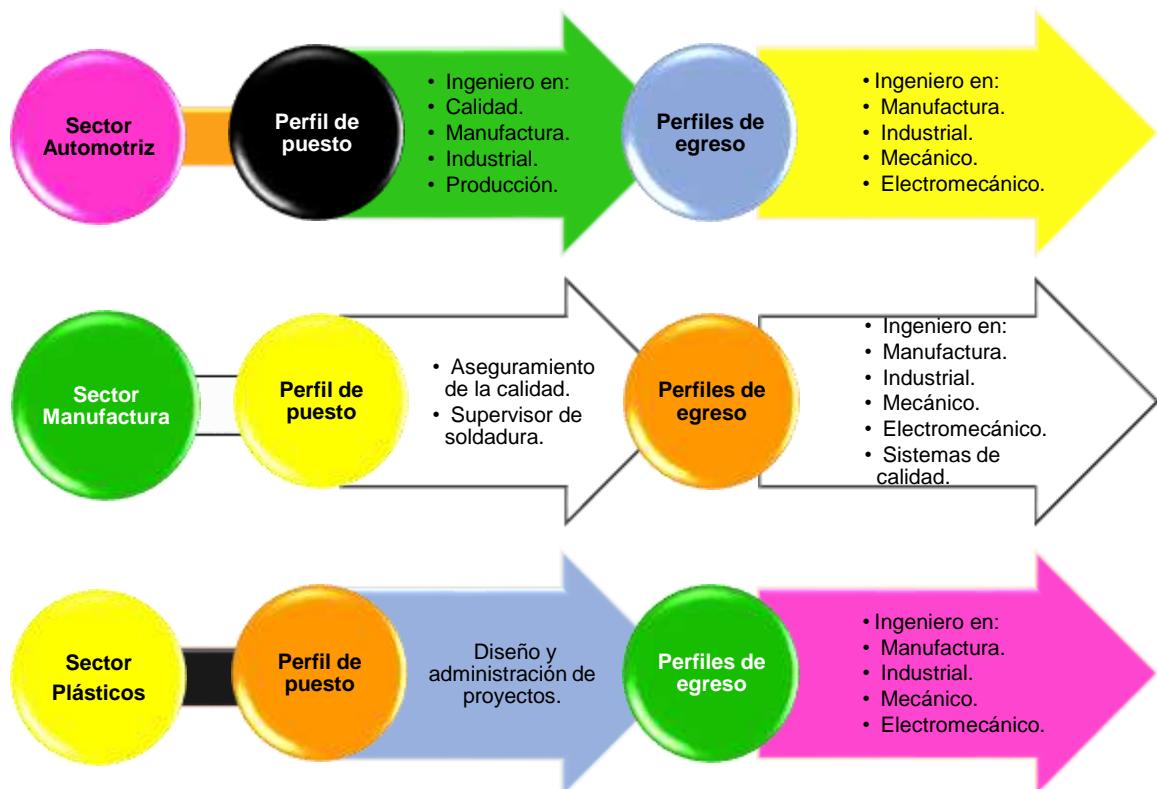 Sector
Automotriz
Perfil de
puesto
• Ingeniero en:
• Calidad.
• Manufactura.
• Industrial.
• Producción.
Perfiles de
egreso
• Ingeniero en:
• Manufactura.
• Industrial.
• Mecánico.
• Electromecánico.
Sector
Manufactura
Perfil de
puesto
• Aseguramiento
de la calidad.
• Supervisor de
soldadura.
Perfiles de
egreso
• Ingeniero en:
• Manufactura.
• Industrial.
• Mecánico.
• Electromecánico.
• Sistemas de
calidad.
Sector
Plásticos
Perfil de
puesto
Diseño y
administración de
proyectos.
Perfiles de
egreso
• Ingeniero en:
• Manufactura.
• Industrial.
• Mecánico.
• Electromecánico.